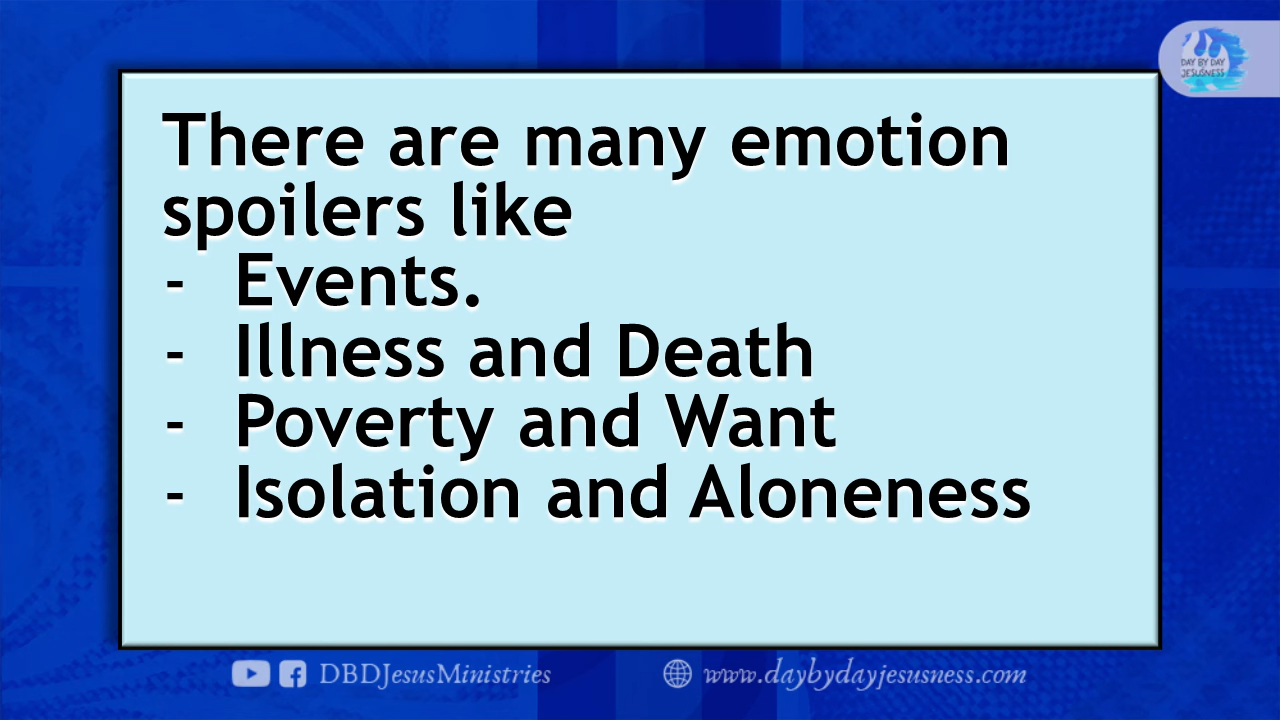 DAY BY DAY
JESUSNESS
There are many emotion
spoilers like
- Events.
- Illness and Death
- Poverty and Want
- Isolation and Aloneness
DBDJesusMinistries
www.daybydayjesusness.com